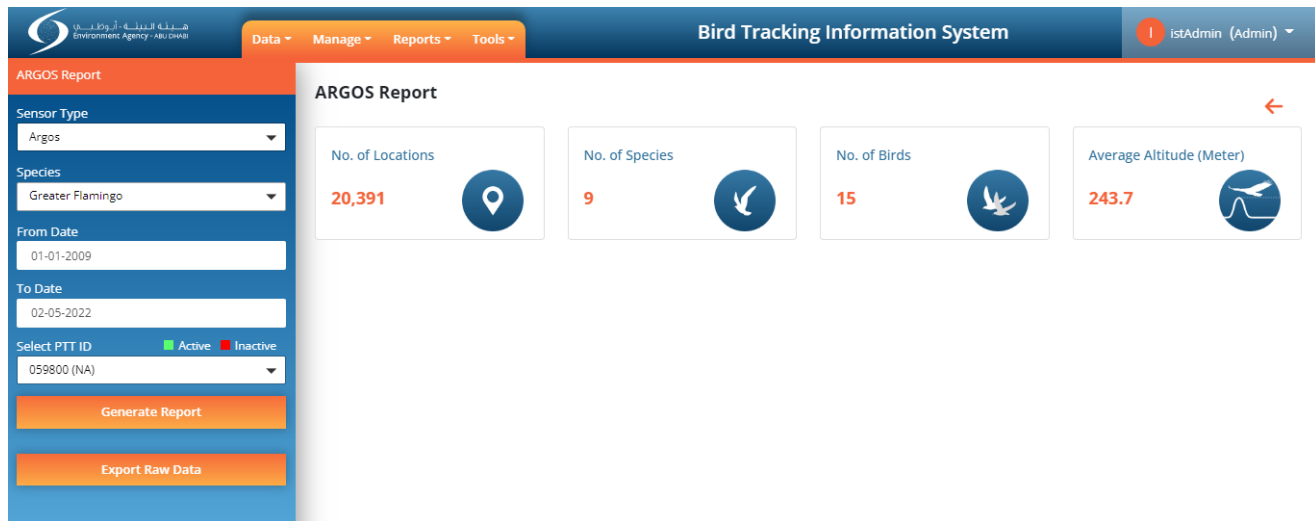 هـــيـئة الـبـيـئـــة - أبـوظـبـــي
Environment Agency - ABU DHABI
Data Manage Reports Tools
Bird Tracking Information System
I istAdmin (Admin)
ARGOS Report
Sensor Type
Argos
Species
Greater Flamingo
From Date
01-01-2009
To Date
02-05-2022
Select PTT ID Active Inactive
059800 (NA)
Generate Report
Export Raw Data
ARGOS Report
No. of Locations
20,391
No. of Species
9
No. of Birds
15
Average Altitude (Meter)
243.7